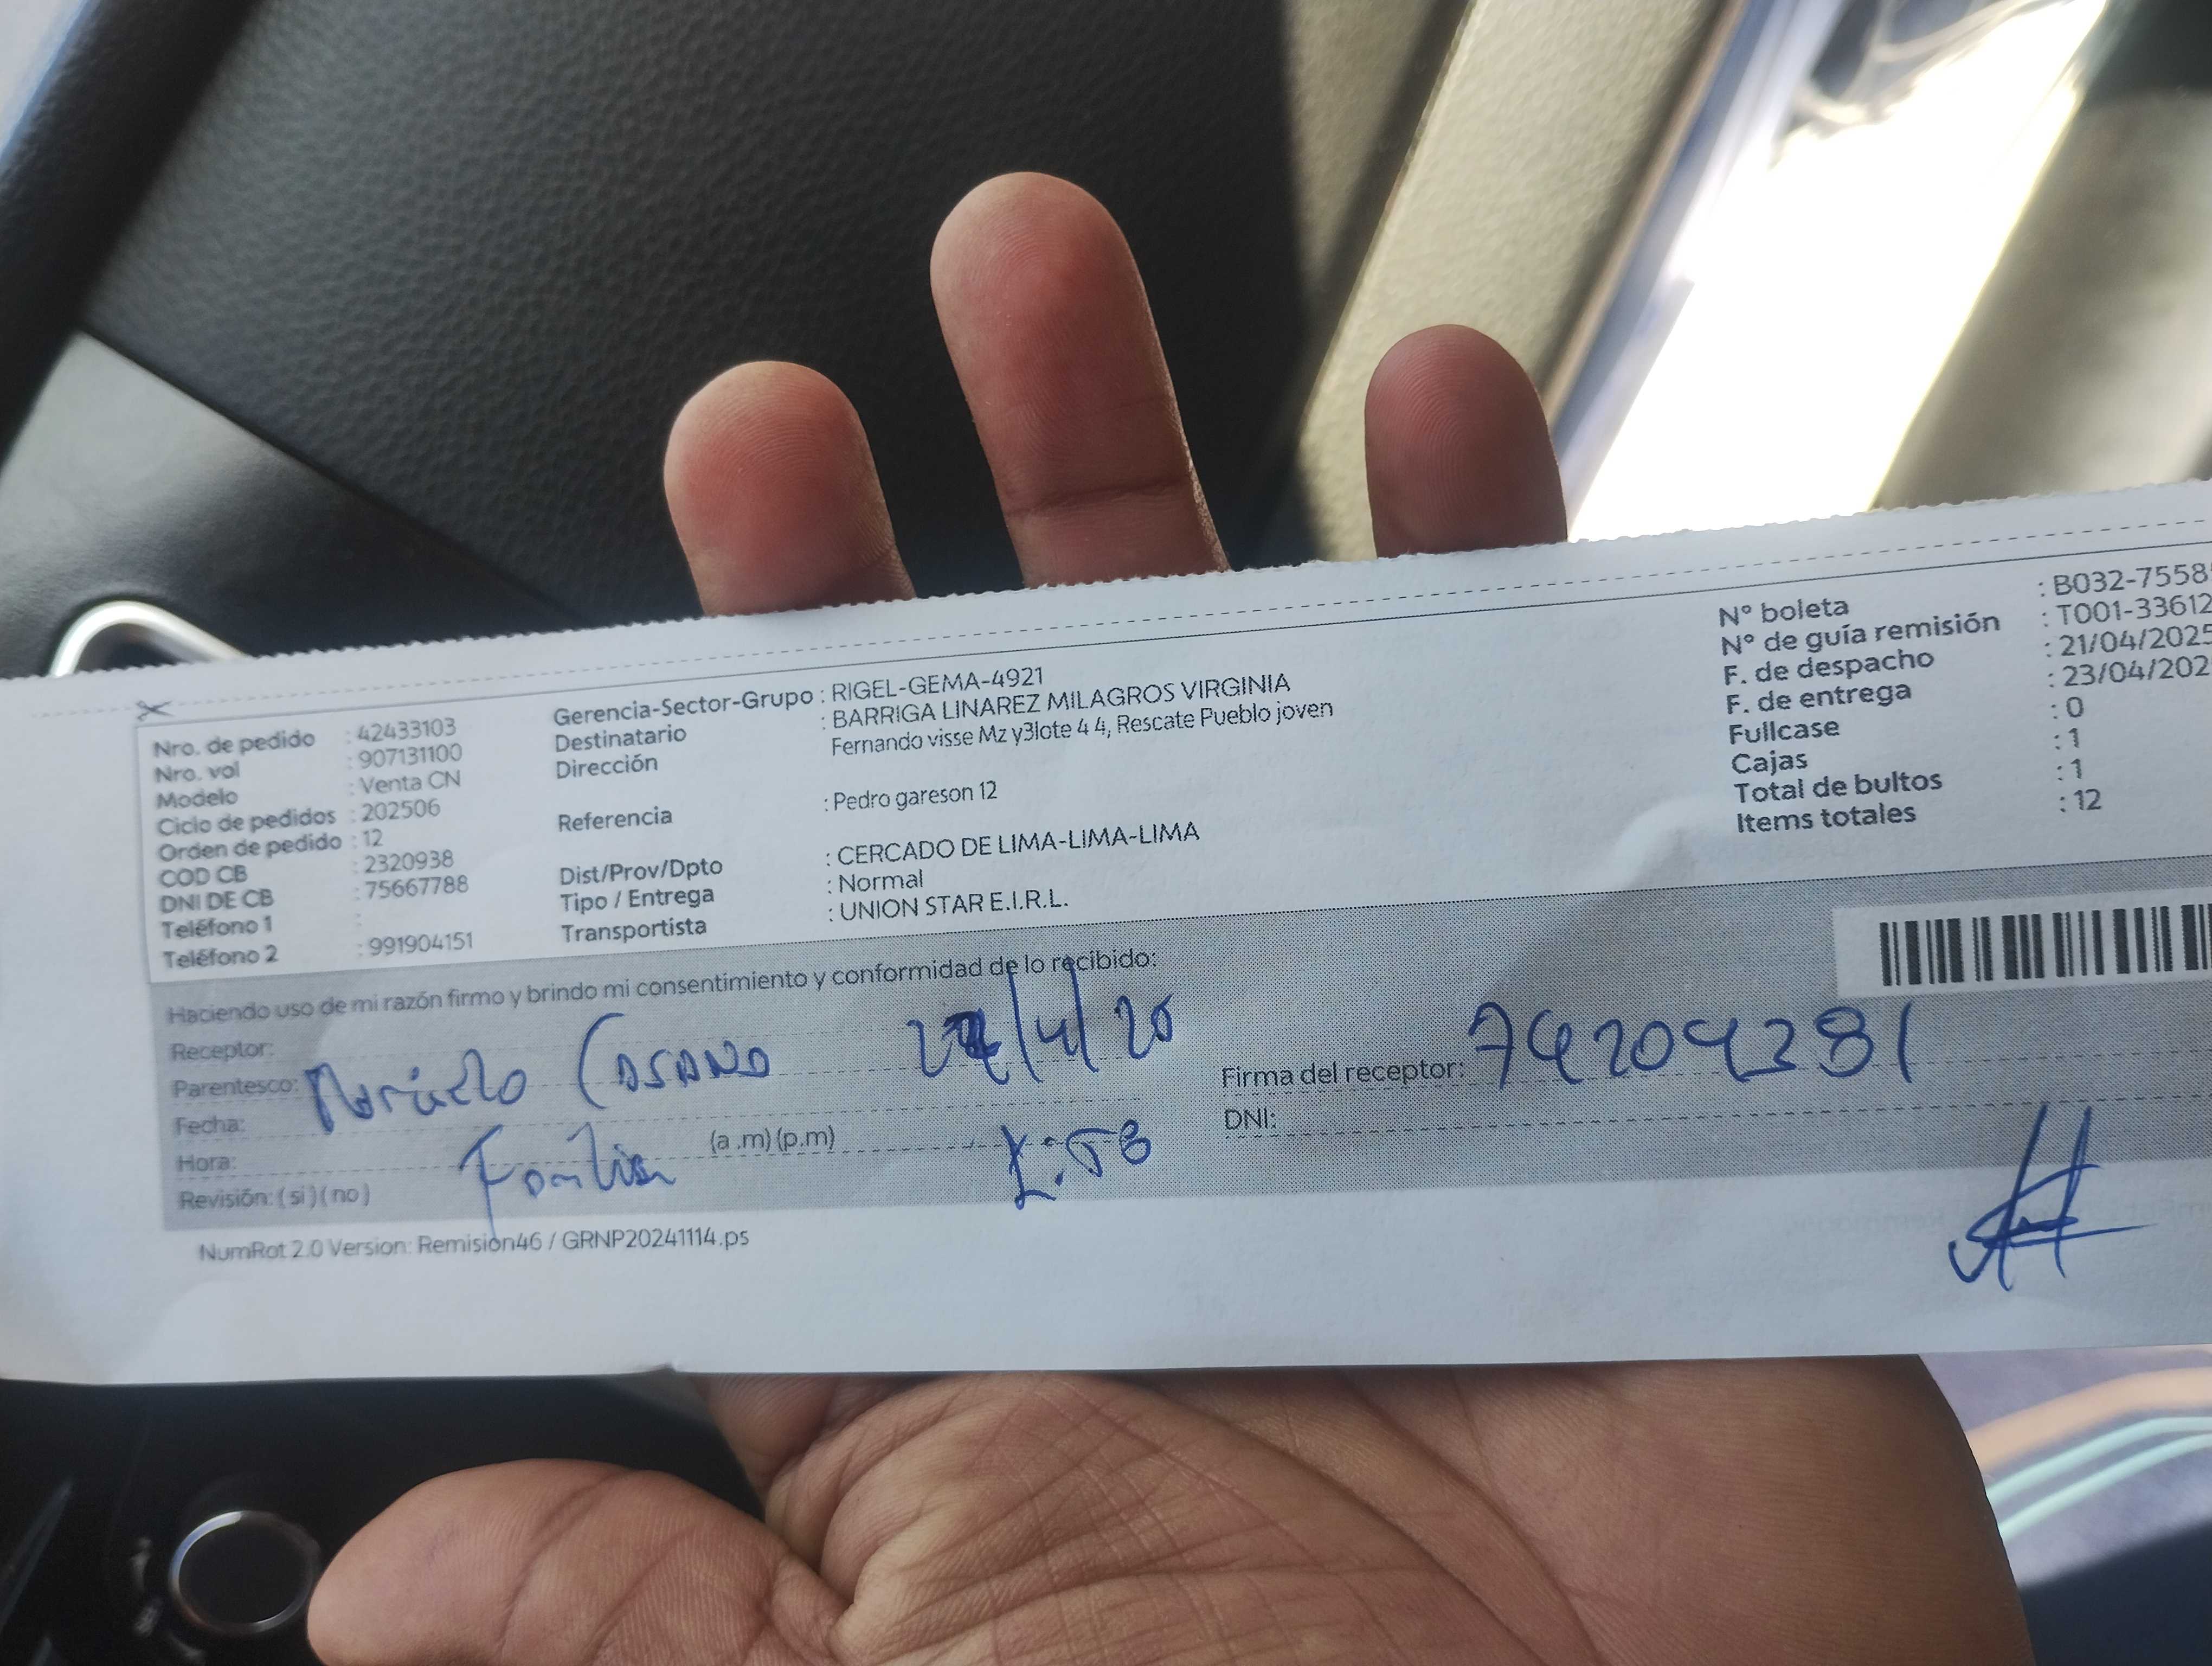 Nro. de pedido : 42433103
Nro. vol : 907131100
Modelo : Venta CN
Ciclo de pedidos : 202506
Orden de pedido : 12
COD CB : 2320938
DNI DE CB : 75667788
Teléfono 1 :
Teléfono 2 : 991904151
Gerencia-Sector-Grupo : RIGEL-GEMA-4921
Destinatario : BARRIGA LINAREZ MILAGROS VIRGINIA
Dirección Fernando visse Mz y3lote 4 4, Rescate Pueblo joven
Referencia : Pedro gareson 12
Dist/Prov/Dpto : CERCADO DE LIMA-LIMA-LIMA
Tipo / Entrega : Normal
Transportista : UNION STAR E.I.R.L.
N° boleta : B032-7558
N° de guía remisión : T001-33612
F. de despacho : 21/04/2025
F. de entrega : 23/04/202
Fullcase : 0
Cajas : 1
Total de bultos : 1
Items totales : 12
Haciendo uso de mi razón firmo y brindo mi consentimiento y conformidad de lo recibido:
Receptor:
Parentesco:
Fecha:
Hora: (a .m) (p.m)
Revisión: ( si ) ( no )
Familia
Firma del receptor: 74204281
DNI:
NumRot 2.0 Version: Remision46 / GRNP20241114.ps